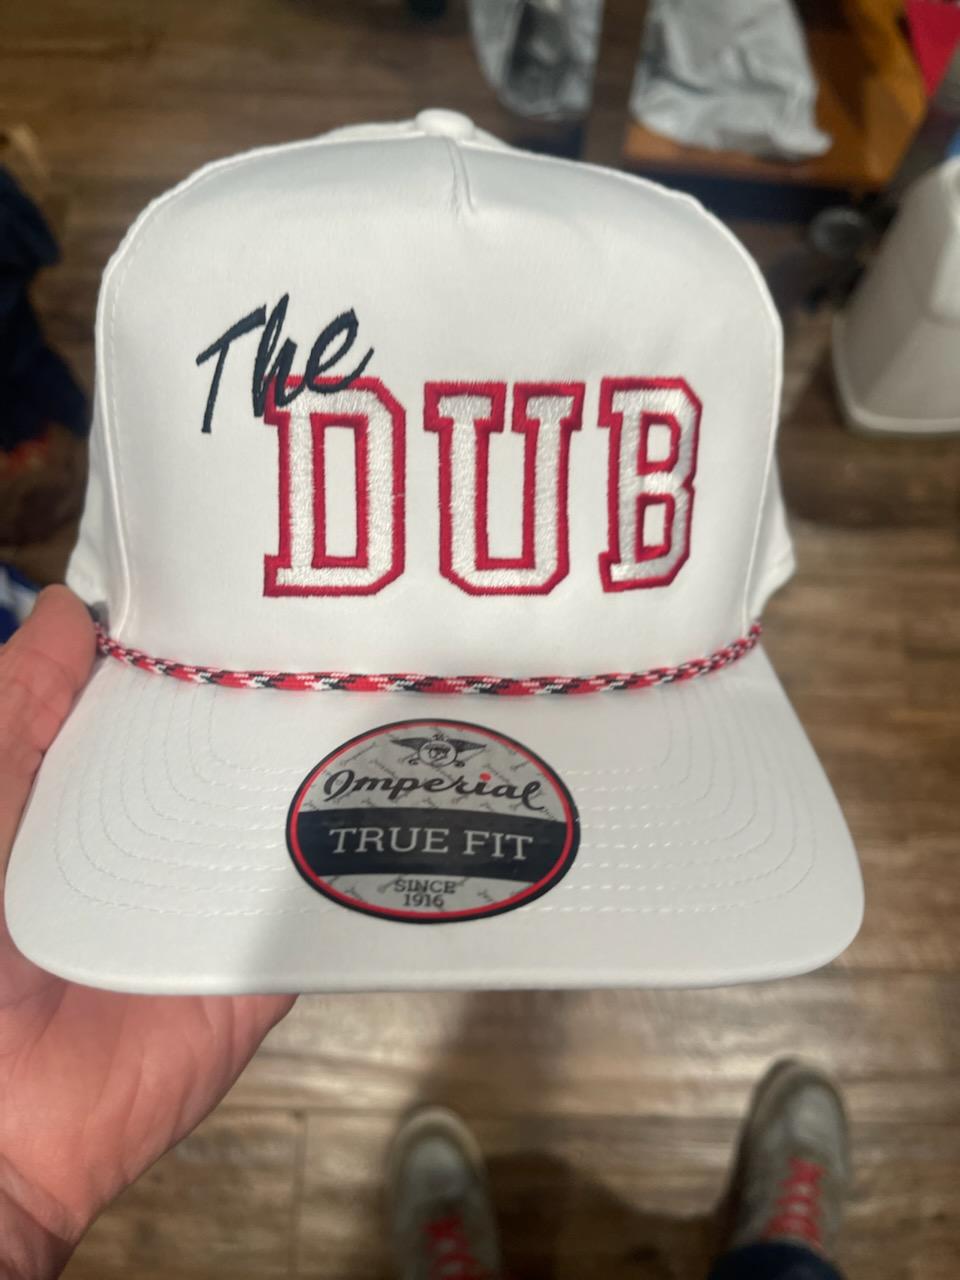 The
DUB
Imperial
TRUE FIT
SINCE
1916